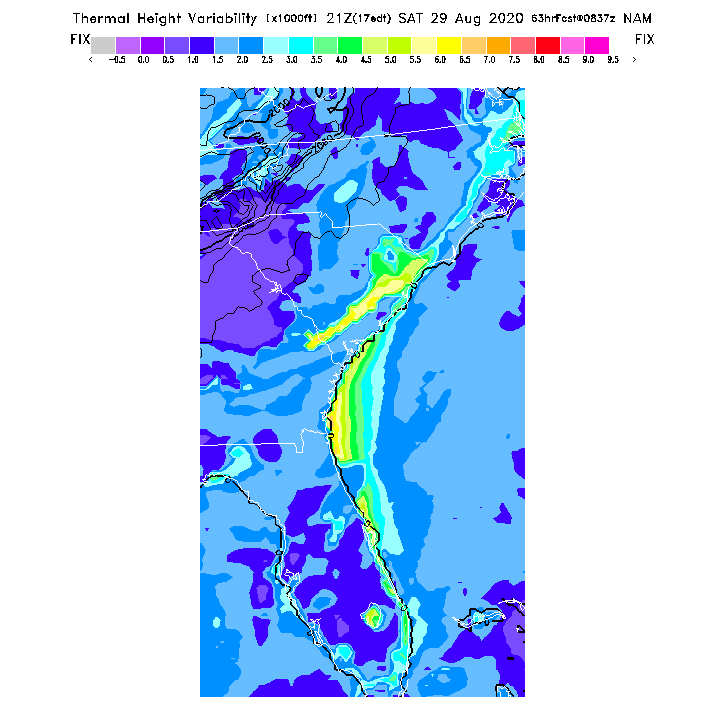 Thermal Height Variability [x1000ft] 21Z(17edt) SAT 29 Aug 2020 63hrFcst@0837z NAM
FIX FIX
< -0.5 0.0 0.5 1.0 1.5 2.0 2.5 3.0 3.5 4.0 4.5 5.0 5.5 6.0 6.5 7.0 7.5 8.0 8.5 9.0 9.5 >
2000